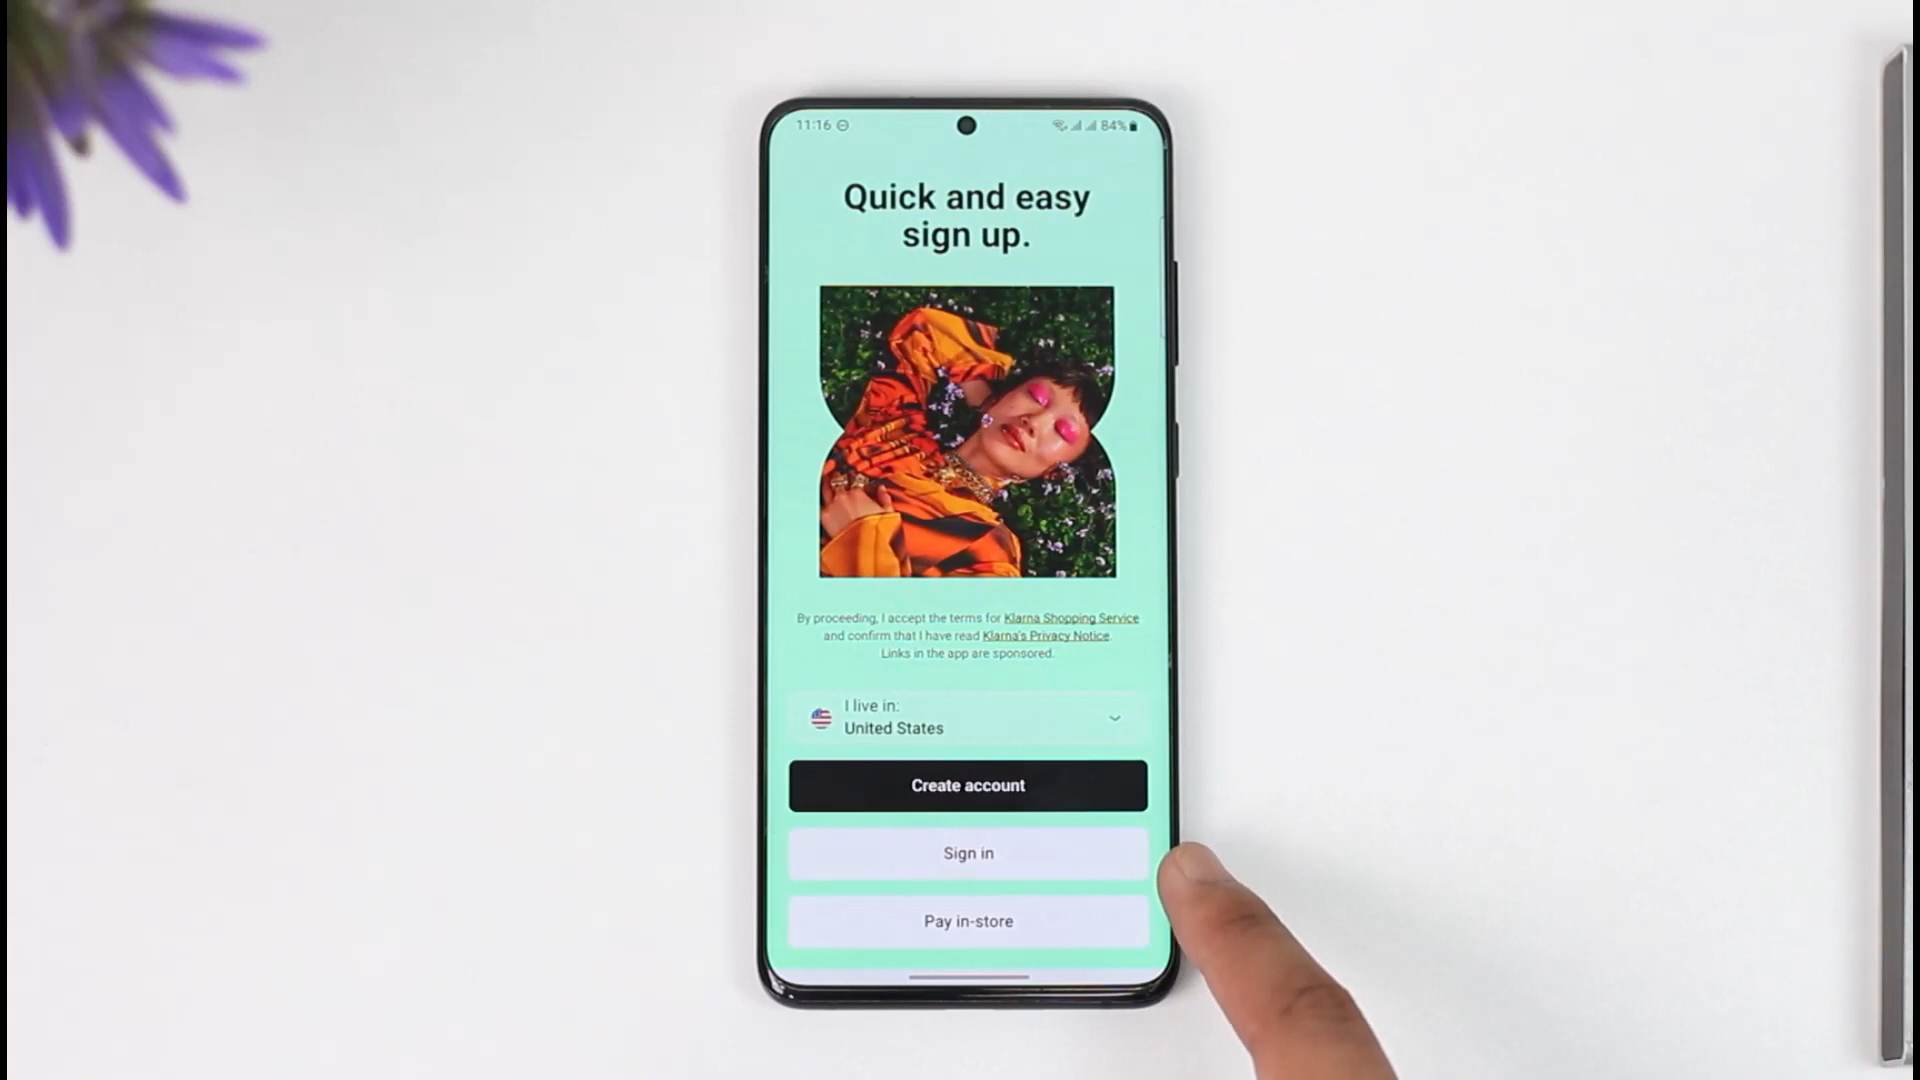 11:16
84%
Quick and easy
sign up.
By proceeding, I accept the terms for Klarna Shopping Service
and confirm that I have read Klarna's Privacy Notice.
Links in the app are sponsored.
I live in:
United States
Create account
Sign in
Pay in-store